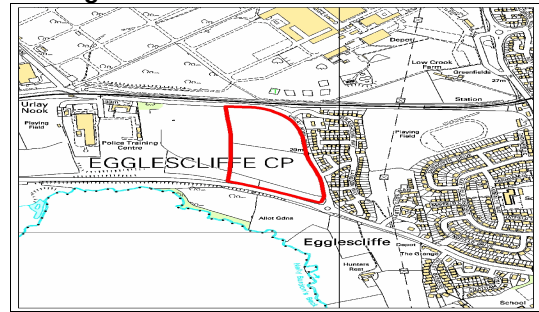 Depot
Low Crook
Farm
Greenfields
27m
Station
Urlay
Nook
Playing
Field
Police Training
Centre
EGGLESCLIFFE CP
20m
Playing
Field
Allot Gdns
Egglescliffe
Depot
The Grange
Hunters
Rest
School